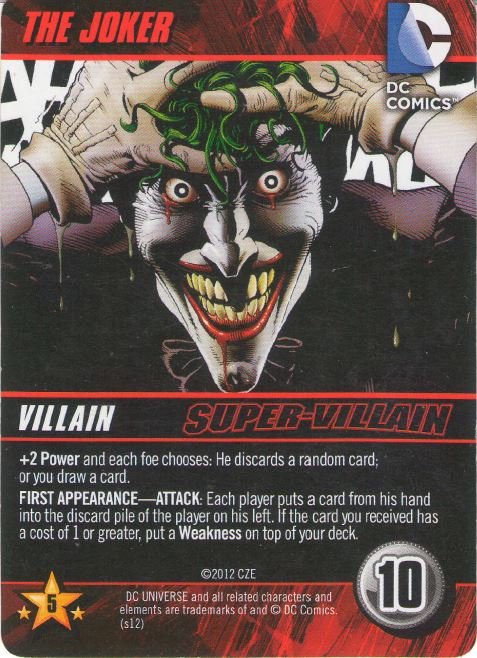 THE JOKER
DC
DC
COMICS™
VILLAIN
SUPER-VILLAIN
+2 Power and each foe chooses: He discards a random card;
or you draw a card.
FIRST APPEARANCE—ATTACK: Each player puts a card from his hand
into the discard pile of the player on his left. If the card you received has
a cost of 1 or greater, put a Weakness on top of your deck.
©2012 CZE
5
DC UNIVERSE and all related characters and
elements are trademarks of and © DC Comics.
(s12)
10